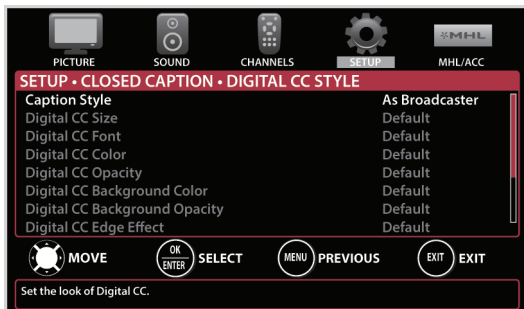 MHL
PICTURE SOUND CHANNELS SETUP MHL/ACC
SETUP • CLOSED CAPTION • DIGITAL CC STYLE
Caption Style As Broadcaster
Digital CC Size Default
Digital CC Font Default
Digital CC Color Default
Digital CC Opacity Default
Digital CC Background Color Default
Digital CC Background Opacity Default
Digital CC Edge Effect Default
MOVE OK ENTER SELECT MENU PREVIOUS EXIT EXIT
Set the look of Digital CC.